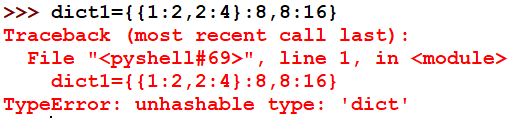 >>> dict1={{1:2,2:4}:8,8:16}
Traceback (most recent call last):
  File "<pyshell#69>", line 1, in <module>
    dict1={{1:2,2:4}:8,8:16}
TypeError: unhashable type: 'dict'